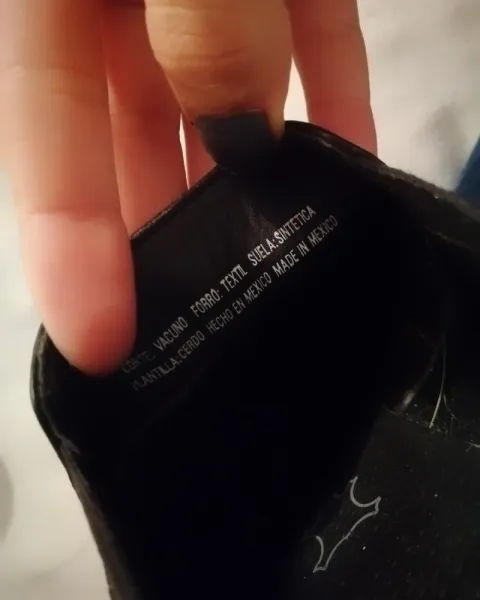 CORTE: VACUNO FORRO: TEXTIL SUELA:SINTETICA
PLANTILLA:CERDO HECHO EN MEXICO MADE IN MEXICO